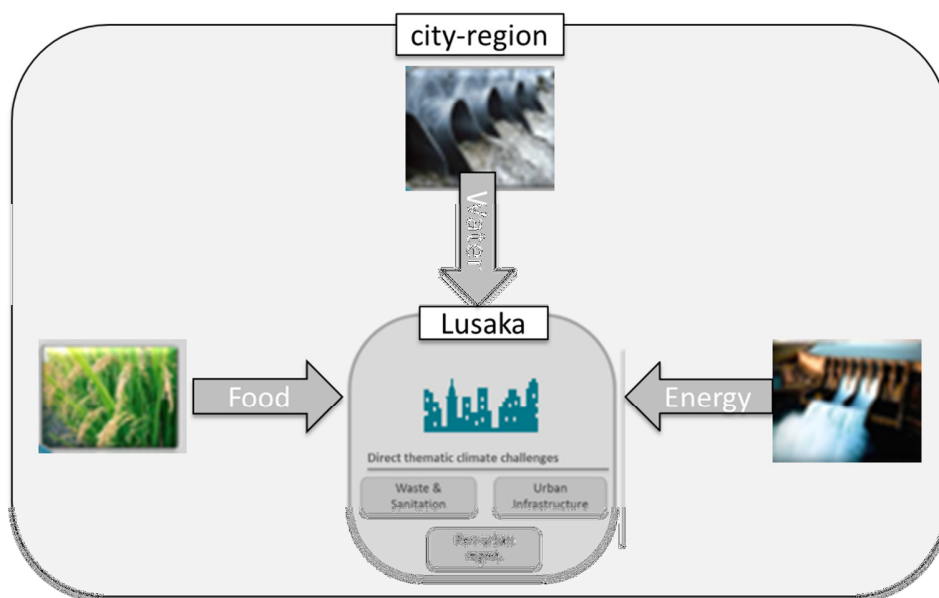 city-region
Water
Lusaka
Food
Energy
Direct thematic climate challenges
Waste &
Sanitation
Urban
Infrastructure